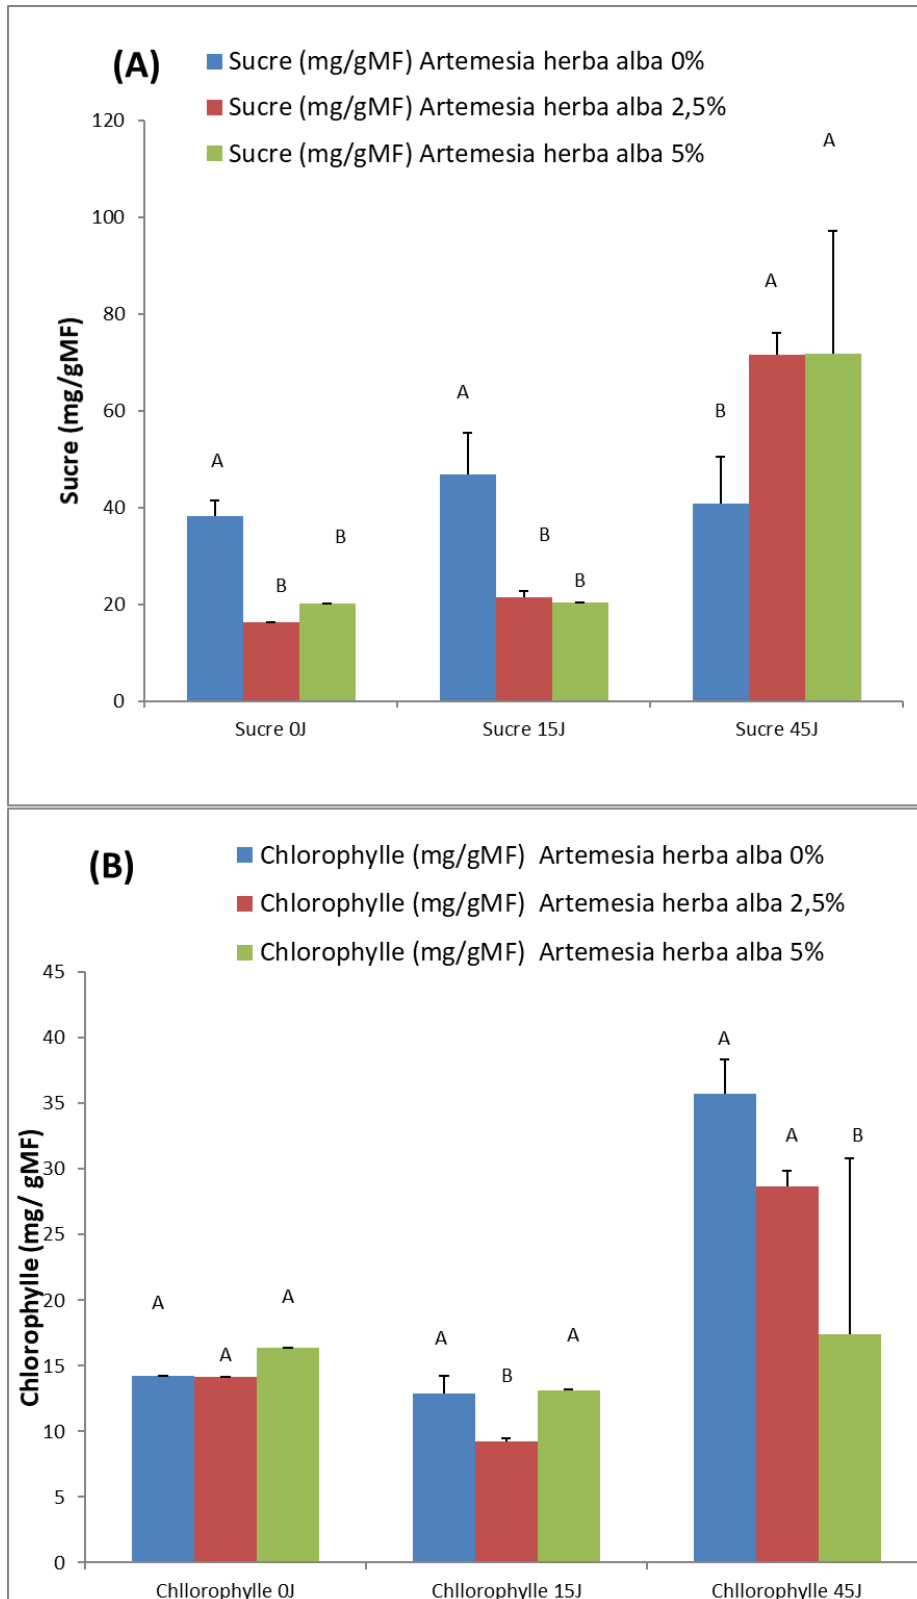 (A)
Sucre (mg/gMF) Artemesia herba alba 0%
Sucre (mg/gMF) Artemesia herba alba 2,5%
Sucre (mg/gMF) Artemesia herba alba 5%
120
100
80
60
40
20
0
Sucre (mg/gMF)
A
B
B
A
B
B
B
A
A
Sucre 0J
Sucre 15J
Sucre 45J
(B)
Chlorophylle (mg/gMF) Artemesia herba alba 0%
Chlorophylle (mg/gMF) Artemesia herba alba 2,5%
Chlorophylle (mg/gMF) Artemesia herba alba 5%
45
40
35
30
25
20
15
10
5
0
Chlorophylle (mg/ gMF)
A
A
A
A
B
A
A
A
B
Chllorophylle 0J
Chllorophylle 15J
Chllorophylle 45J